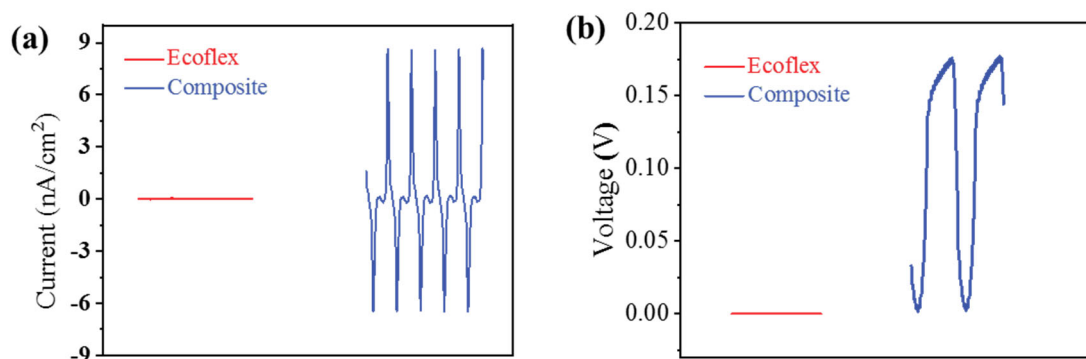 (a)
Current (nA/cm²)
9
6
3
0
-3
-6
-9
Ecoflex
Composite
(b)
Voltage (V)
0.20
0.15
0.10
0.05
0.00
Ecoflex
Composite